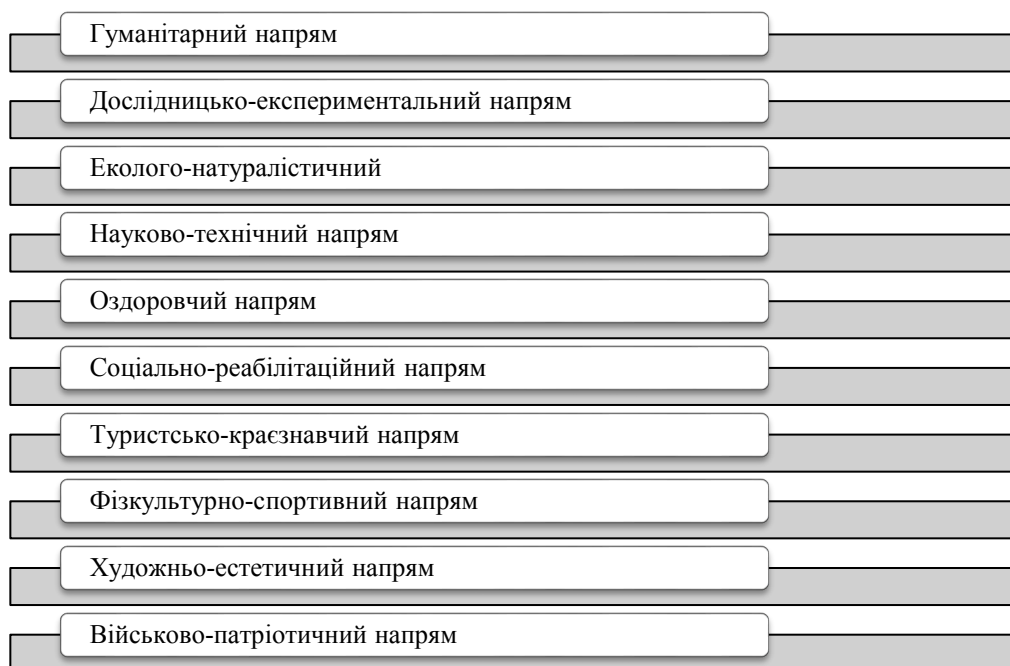 Гуманітарний напрям
Дослідницько-експериментальний напрям
Еколого-натуралістичний
Науково-технічний напрям
Оздоровчий напрям
Соціально-реабілітаційний напрям
Туристсько-краєзнавчий напрям
Фізкультурно-спортивний напрям
Художньо-естетичний напрям
Військово-патріотичний напрям